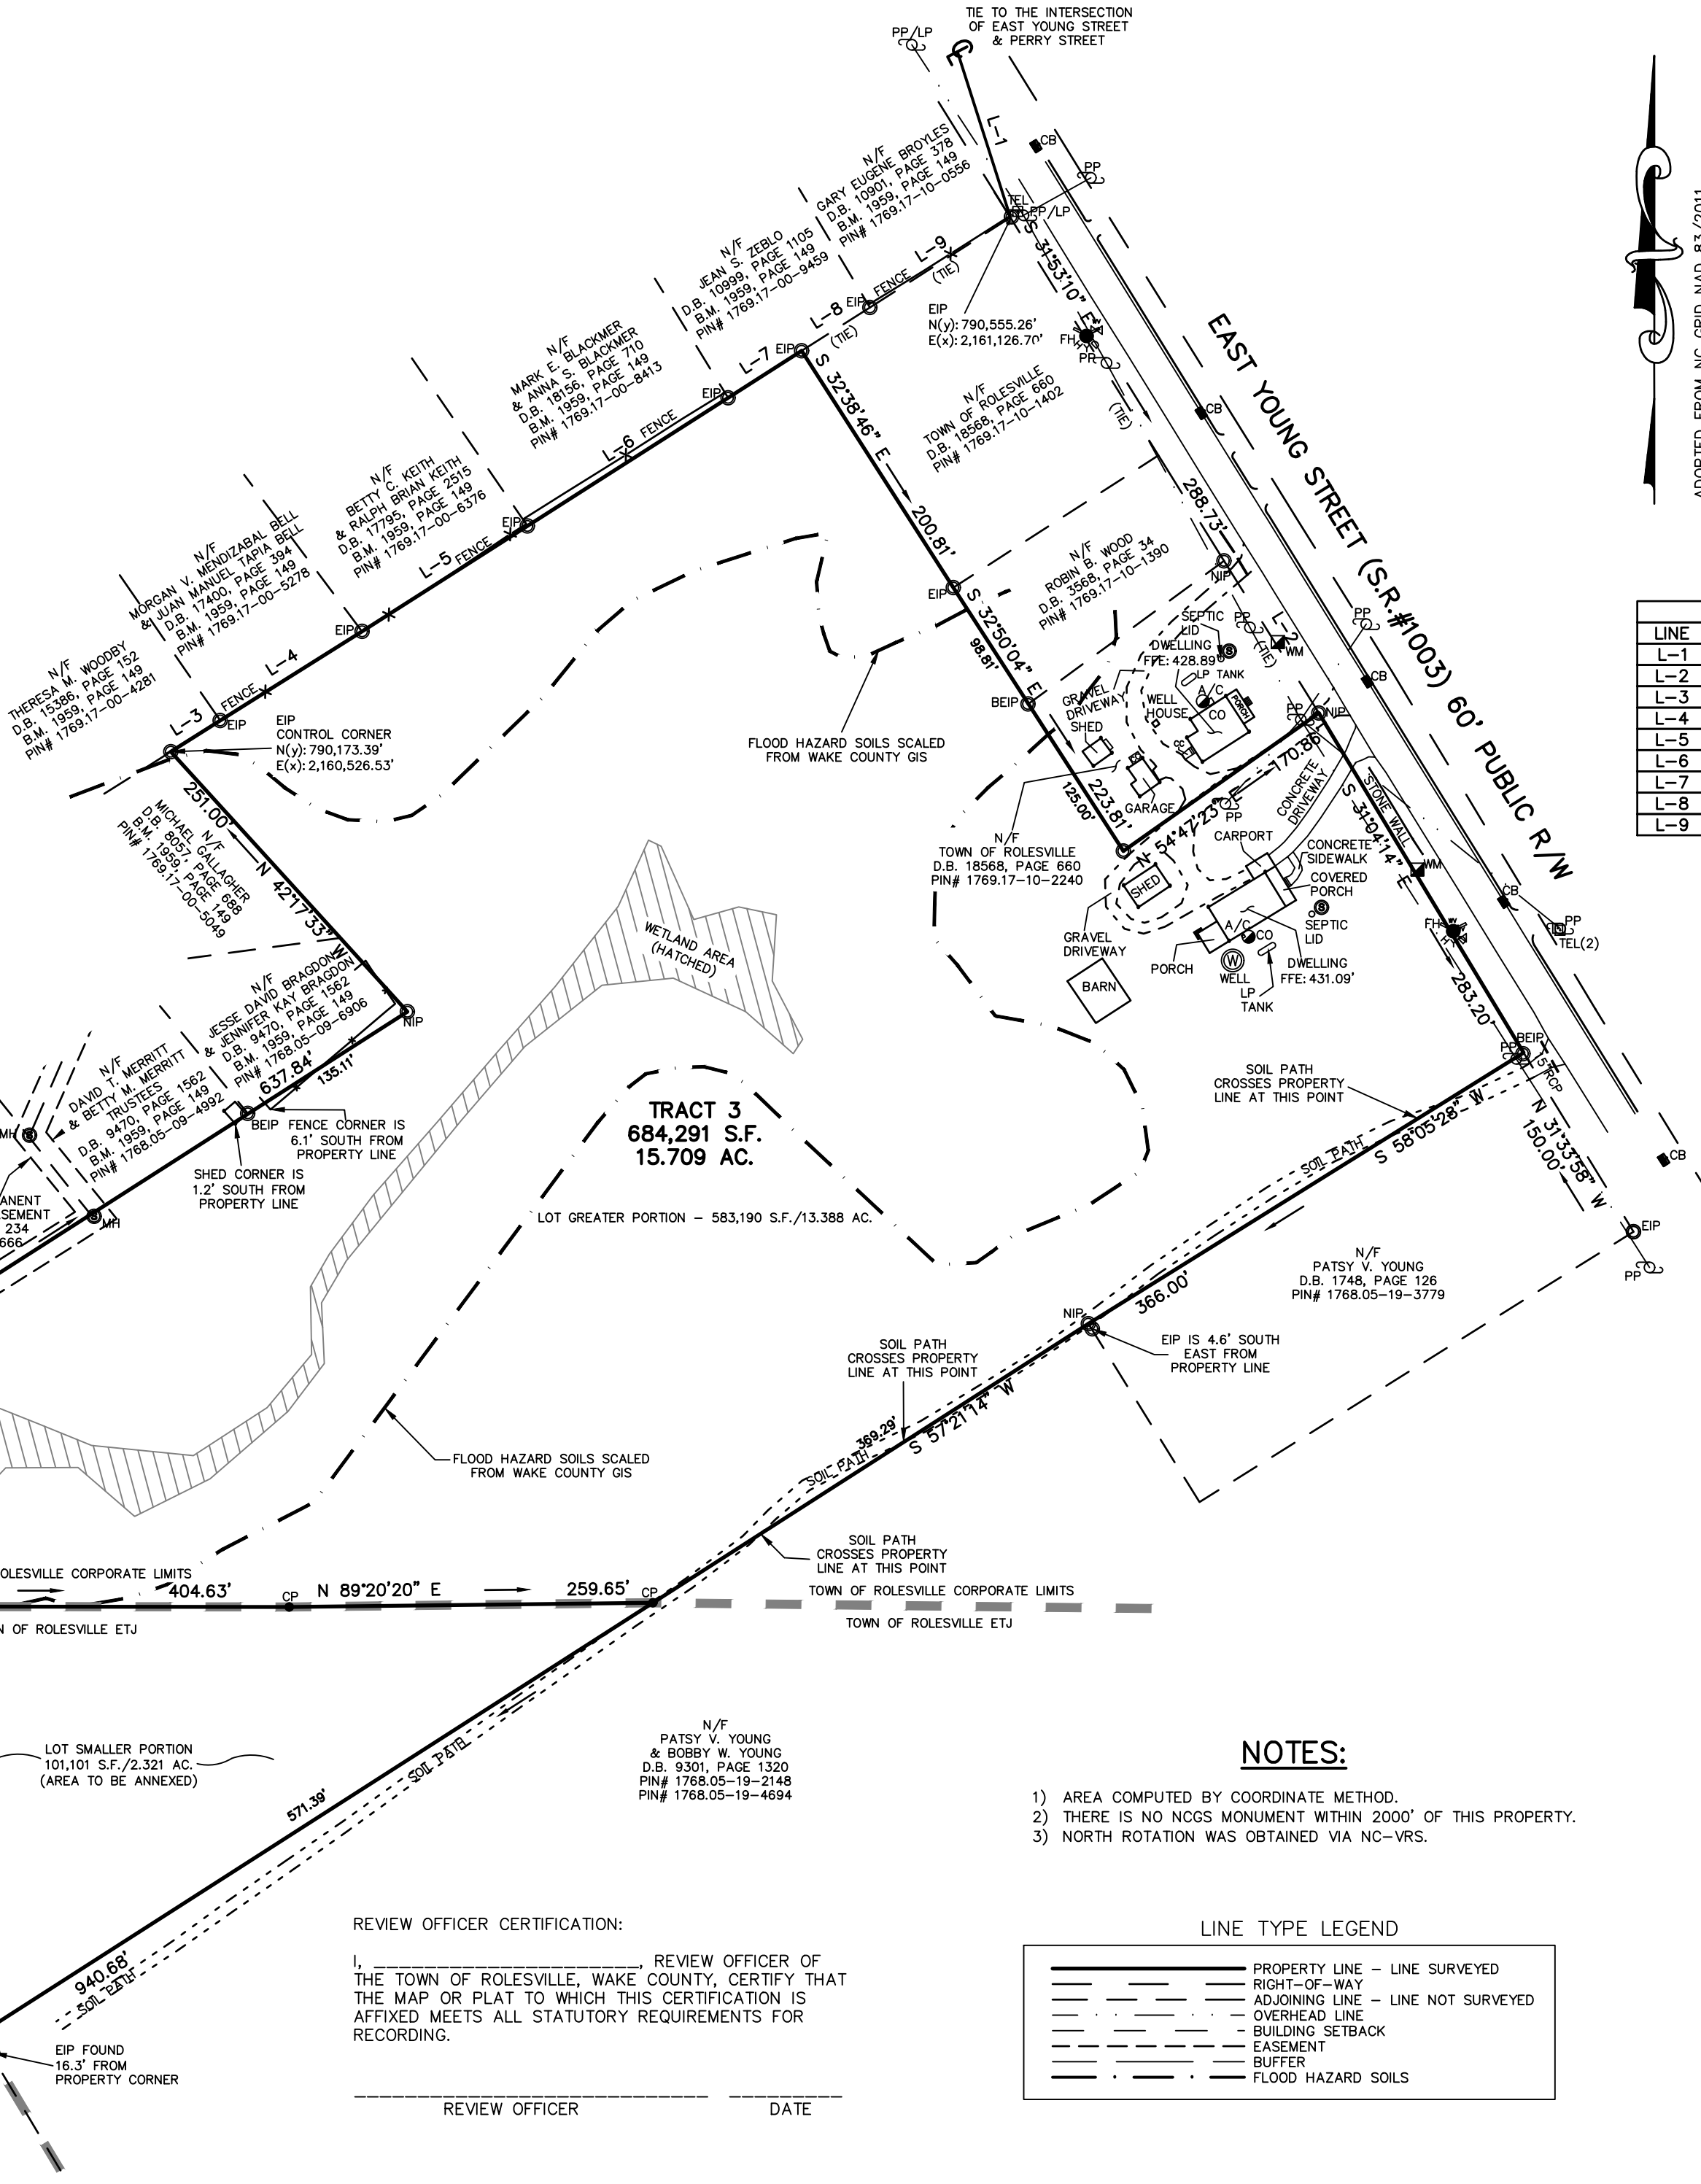 TIE TO THE INTERSECTION
OF EAST YOUNG STREET
& PERRY STREET
PP/LP
L-1
CB
PP
N/F
GARY EUGENE BROYLES
D.B. 10901, PAGE 378
B.M. 1959, PAGE 149
PIN# 1769.17-10-0556
TEL
PP/LP
L-9
(TIE)
FENCE
EIP
S 31°53'10" E
EIP
N(y): 790,555.26'
E(x): 2,161,126.70'
FH
HYD
PP
(TIE)
288.73'
N/F
JEAN S. ZEBLO
D.B. 10999, PAGE 1105
B.M. 1959, PAGE 149
PIN# 1769.17-00-9459
L-8
(TIE)
EIP
L-7
EIP
N/F
MARK E. BLACKMER
& ANNA S. BLACKMER
D.B. 18156, PAGE 710
B.M. 1959, PAGE 149
PIN# 1769.17-00-8413
L-6
FENCE
EIP
N/F
BETTY C. KEITH
& RALPH BRIAN KEITH
D.B. 17795, PAGE 2515
B.M. 1959, PAGE 149
PIN# 1769.17-00-6376
L-5
FENCE
EIP
N/F
MORGAN V. MENDIZABAL BELL
& JUAN MANUEL TAPIA BELL
D.B. 17400, PAGE 394
B.M. 1959, PAGE 149
PIN# 1769.17-00-5278
L-4
FENCE
EIP
N/F
THERESA M. WOODBY
D.B. 15386, PAGE 152
B.M. 1959, PAGE 149
PIN# 1769.17-00-4281
L-3
EIP
CONTROL CORNER
N(y): 790,173.39'
E(x): 2,160,526.53'
S 32°38'46" E
200.81'
N/F
TOWN OF ROLESVILLE
D.B. 18568, PAGE 660
PIN# 1769.17-10-1402
CB
EAST YOUNG STREET (S.R.#1003) 60' PUBLIC R/W
ADOPTED FROM NC GRID NAD 83/2011
LINE
L-1
L-2
L-3
L-4
L-5
L-6
L-7
L-8
L-9
EIP
S 32°50'04" E
98.81'
125.00'
223.81'
BEIP
N/F
ROBIN B. WOOD
D.B. 3568, PAGE 34
PIN# 1769.17-10-1390
NIP
L-2
(TIE)
PP
WM
PP
CB
SEPTIC
LID
DWELLING
FFE: 428.89'
LP TANK
A/C
CO
PORCH
GRAVEL
DRIVEWAY
WELL
HOUSE
SHED
GARAGE
PP
NIP
N 54°47'23" E
170.86'
PP
CONCRETE
DRIVEWAY
STONE WALL
S 31°04'14" E
FLOOD HAZARD SOILS SCALED
FROM WAKE COUNTY GIS
N/F
TOWN OF ROLESVILLE
D.B. 18568, PAGE 660
PIN# 1769.17-10-2240
CARPORT
CONCRETE
SIDEWALK
COVERED
PORCH
SHED
WM
CB
PP
TEL(2)
FH
HYD
283.20'
A/C
CO
SEPTIC
LID
GRAVEL
DRIVEWAY
PORCH
WELL
DWELLING
FFE: 431.09'
LP
TANK
BARN
251.00'
N 42°17'33" W
N/F
MICHAEL GALLAGHER
D.B. 8057, PAGE 688
B.M. 1959, PAGE 149
PIN# 1769.17-00-5049
NIP
WETLAND AREA
(HATCHED)
N/F
JESSE DAVID BRAGDON
& JENNIFER KAY BRAGDON
D.B. 9470, PAGE 1562
B.M. 1959, PAGE 149
PIN# 1768.05-09-6906
637.84'
135.11'
N/F
DAVID T. MERRITT
& BETTY M. MERRITT
TRUSTEES
D.B. 9470, PAGE 1562
B.M. 1959, PAGE 149
PIN# 1768.05-09-4992
MH
BEIP
FENCE CORNER IS
6.1' SOUTH FROM
PROPERTY LINE
SHED CORNER IS
1.2' SOUTH FROM
PROPERTY LINE
MH
ANENT
SEMENT
234
666
TRACT 3
684,291 S.F.
15.709 AC.
LOT GREATER PORTION - 583,190 S.F./13.388 AC.
SOIL PATH
CROSSES PROPERTY
LINE AT THIS POINT
BEIP
PP
15" RCP
N 31°33'58" W
150.00'
CB
EIP
PP
SOIL PATH
S 58°05'28" W
366.00'
N/F
PATSY V. YOUNG
D.B. 1748, PAGE 126
PIN# 1768.05-19-3779
NIP
EIP IS 4.6' SOUTH
EAST FROM
PROPERTY LINE
SOIL PATH
CROSSES PROPERTY
LINE AT THIS POINT
369.29'
S 57°21'14" W
SOIL PATH
FLOOD HAZARD SOILS SCALED
FROM WAKE COUNTY GIS
SOIL PATH
CROSSES PROPERTY
LINE AT THIS POINT
OLESVILLE CORPORATE LIMITS
404.63'
CP
N 89°20'20" E
259.65'
CP
TOWN OF ROLESVILLE CORPORATE LIMITS
N OF ROLESVILLE ETJ
TOWN OF ROLESVILLE ETJ
LOT SMALLER PORTION
101,101 S.F./2.321 AC.
(AREA TO BE ANNEXED)
SOIL PATH
571.39'
N/F
PATSY V. YOUNG
& BOBBY W. YOUNG
D.B. 9301, PAGE 1320
PIN# 1768.05-19-2148
PIN# 1768.05-19-4694
940.68'
SOIL PATH
EIP FOUND
16.3' FROM
PROPERTY CORNER
NOTES:
1) AREA COMPUTED BY COORDINATE METHOD.
2) THERE IS NO NCGS MONUMENT WITHIN 2000' OF THIS PROPERTY.
3) NORTH ROTATION WAS OBTAINED VIA NC-VRS.
REVIEW OFFICER CERTIFICATION:
I, ______________________, REVIEW OFFICER OF
THE TOWN OF ROLESVILLE, WAKE COUNTY, CERTIFY THAT
THE MAP OR PLAT TO WHICH THIS CERTIFICATION IS
AFFIXED MEETS ALL STATUTORY REQUIREMENTS FOR
RECORDING.
REVIEW OFFICER DATE
LINE TYPE LEGEND
PROPERTY LINE - LINE SURVEYED
RIGHT-OF-WAY
ADJOINING LINE - LINE NOT SURVEYED
OVERHEAD LINE
BUILDING SETBACK
EASEMENT
BUFFER
FLOOD HAZARD SOILS